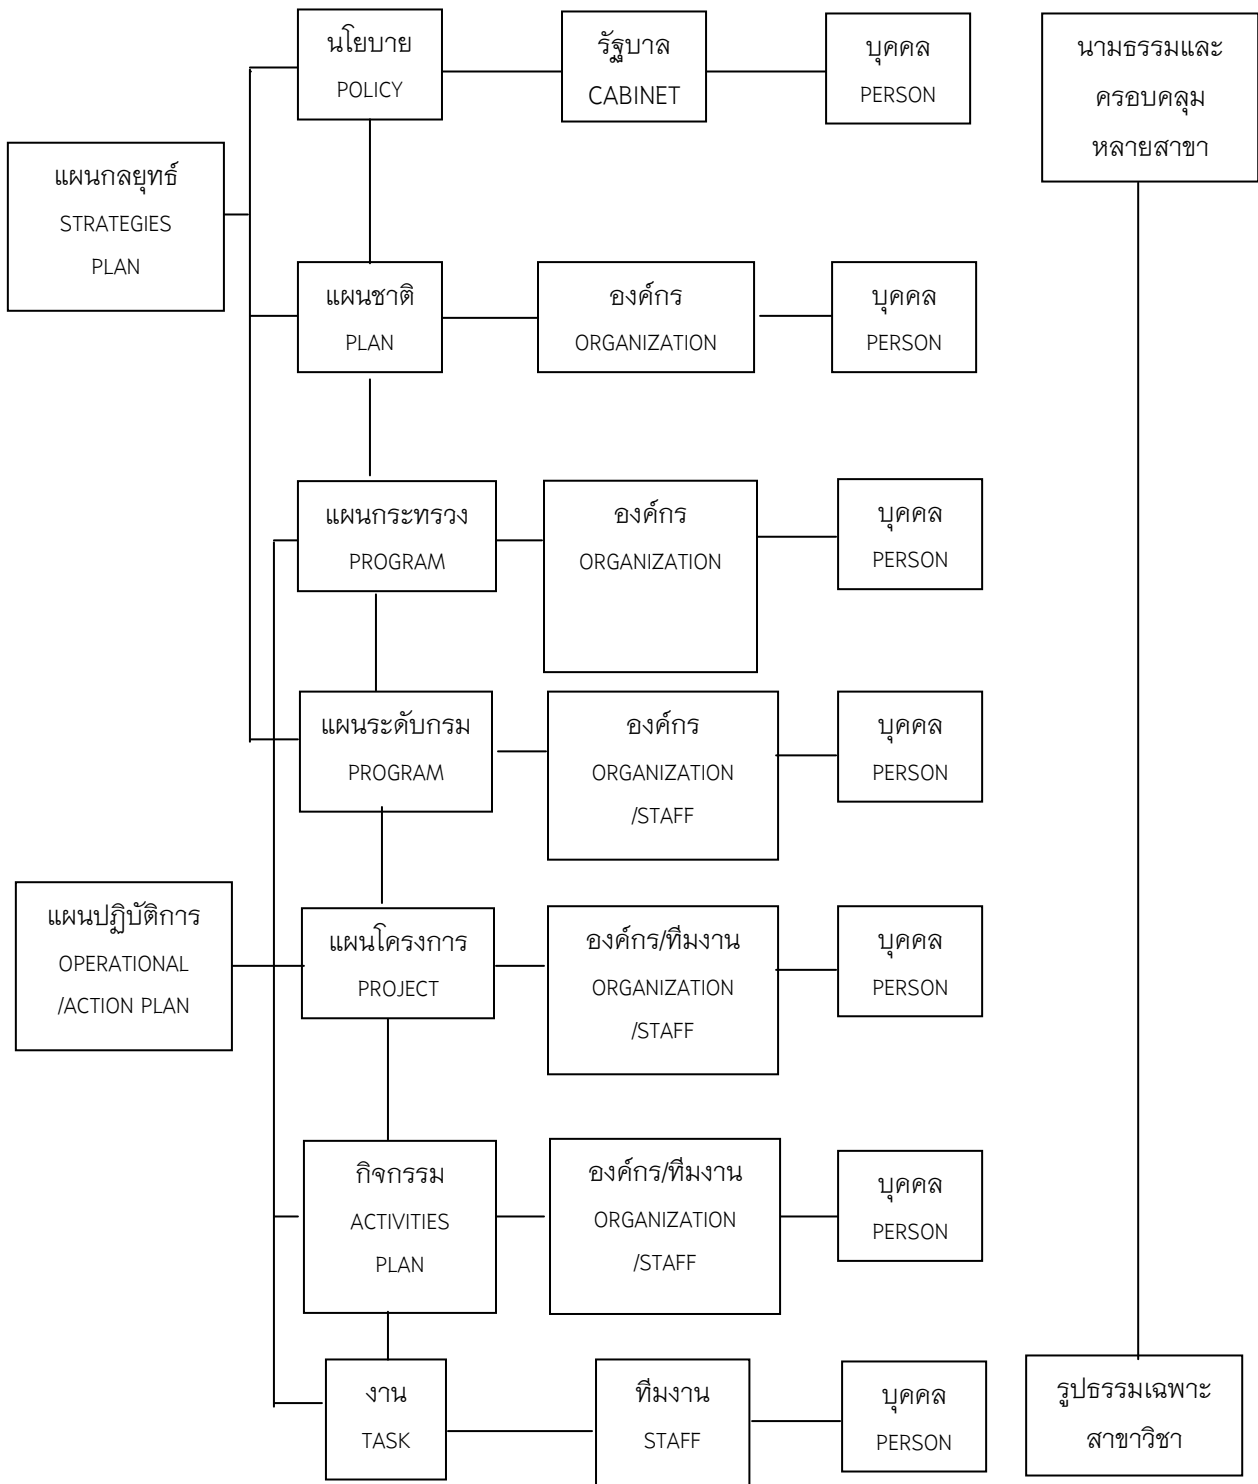 นโยบาย
POLICY
รัฐบาล
CABINET
บุคคล
PERSON
นามธรรมและ
ครอบคลุม
หลายสาขา
แผนกลยุทธ์
STRATEGIES
PLAN
แผนชาติ
PLAN
องค์กร
ORGANIZATION
บุคคล
PERSON
แผนกระทรวง
PROGRAM
องค์กร
ORGANIZATION
บุคคล
PERSON
แผนระดับกรม
PROGRAM
องค์กร
ORGANIZATION
/STAFF
บุคคล
PERSON
แผนปฏิบัติการ
OPERATIONAL
/ACTION PLAN
แผนโครงการ
PROJECT
องค์กร/ทีมงาน
ORGANIZATION
/STAFF
บุคคล
PERSON
กิจกรรม
ACTIVITIES
PLAN
องค์กร/ทีมงาน
ORGANIZATION
/STAFF
บุคคล
PERSON
งาน
TASK
ทีมงาน
STAFF
บุคคล
PERSON
รูปธรรมเฉพาะ
สาขาวิชา